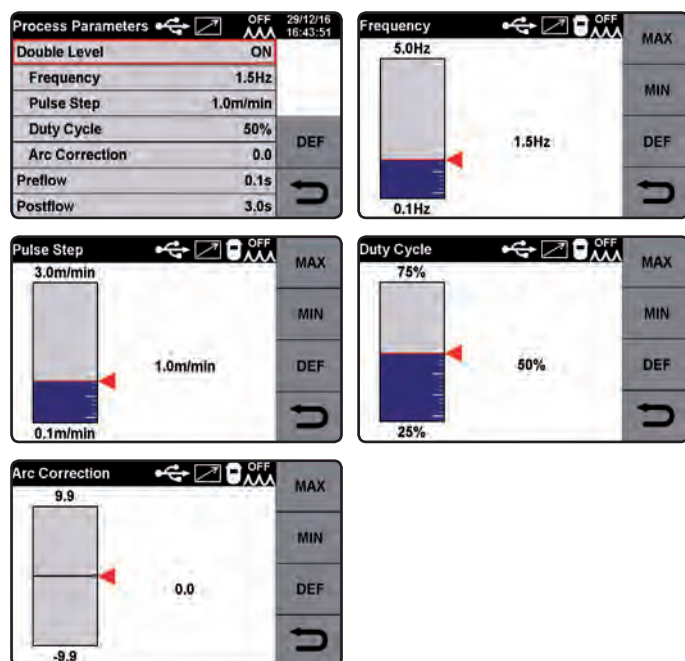 Process Parameters OFF 29/12/16
16:43:51
Double Level ON
Frequency 1.5Hz
Pulse Step 1.0m/min
Duty Cycle 50%
Arc Correction 0.0
Preflow 0.1s
Postflow 3.0s
DEF
Frequency OFF
5.0Hz
1.5Hz
0.1Hz
MAX
MIN
DEF
Pulse Step OFF
3.0m/min
1.0m/min
0.1m/min
MAX
MIN
DEF
Duty Cycle OFF
75%
50%
25%
MAX
MIN
DEF
Arc Correction OFF
9.9
0.0
-9.9
MAX
MIN
DEF